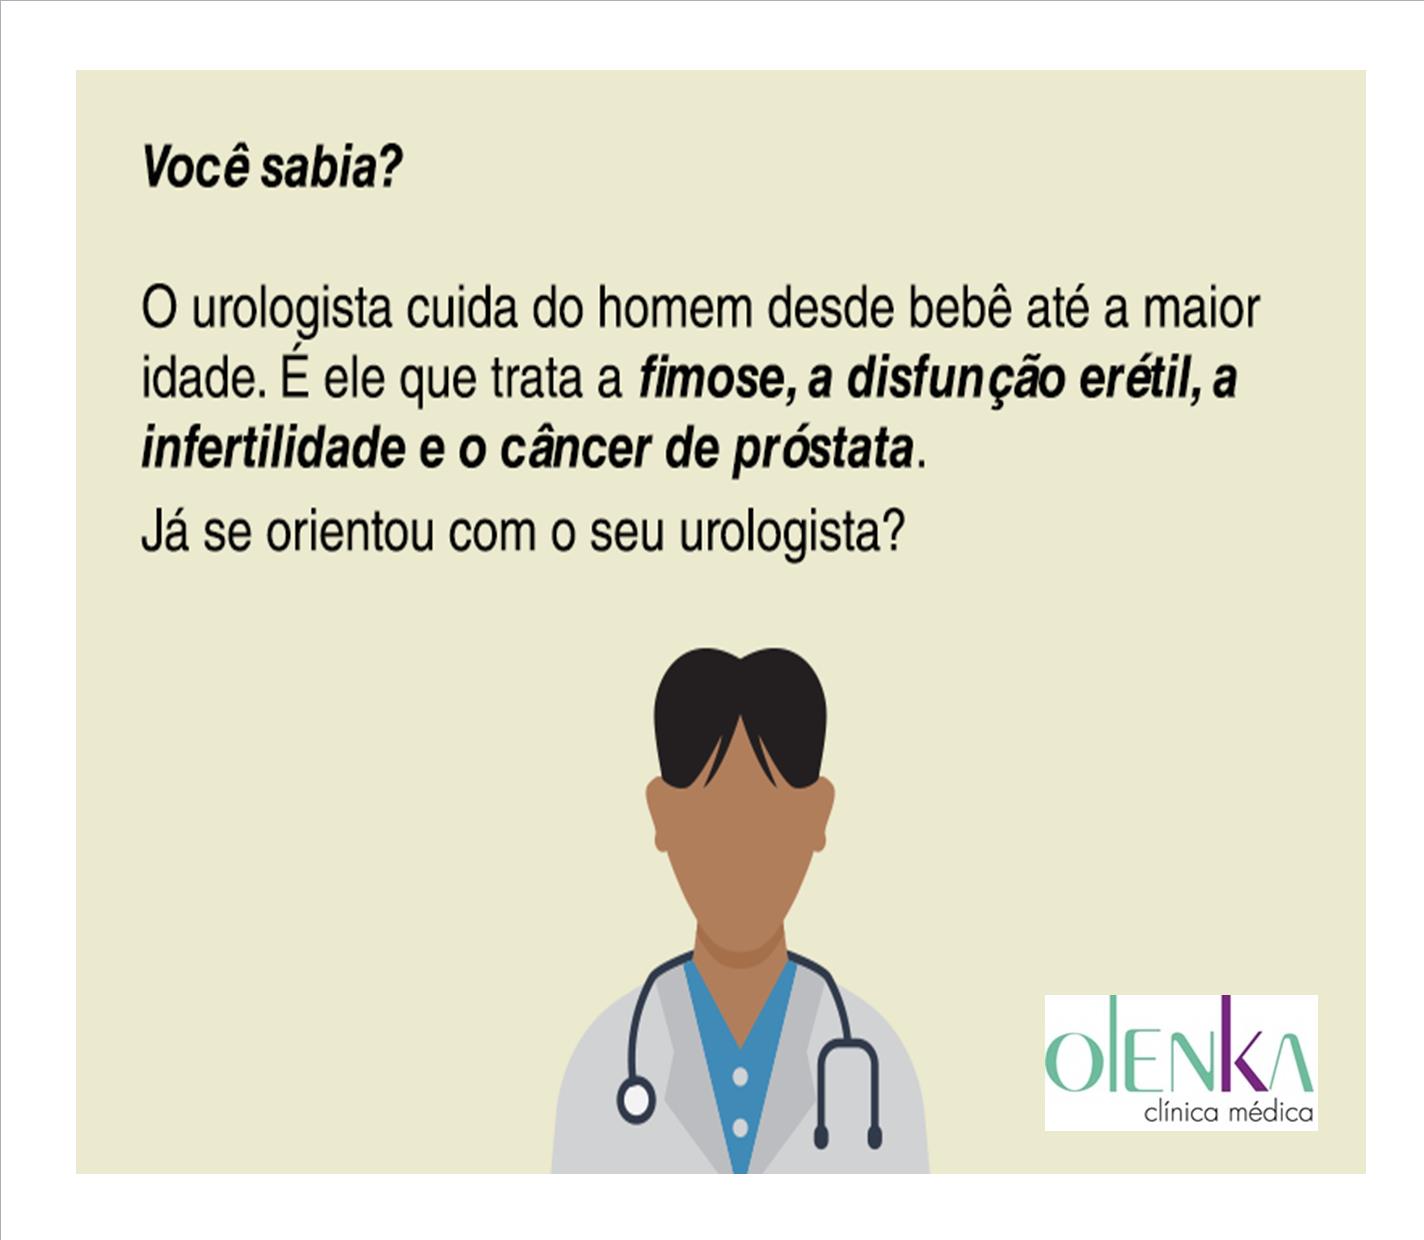 Você sabia?
O urologista cuida do homem desde bebê até a maior
idade. É ele que trata a fimose, a disfunção erétil, a
infertilidade e o câncer de próstata.
Já se orientou com o seu urologista?
OlENKA
clínica médica